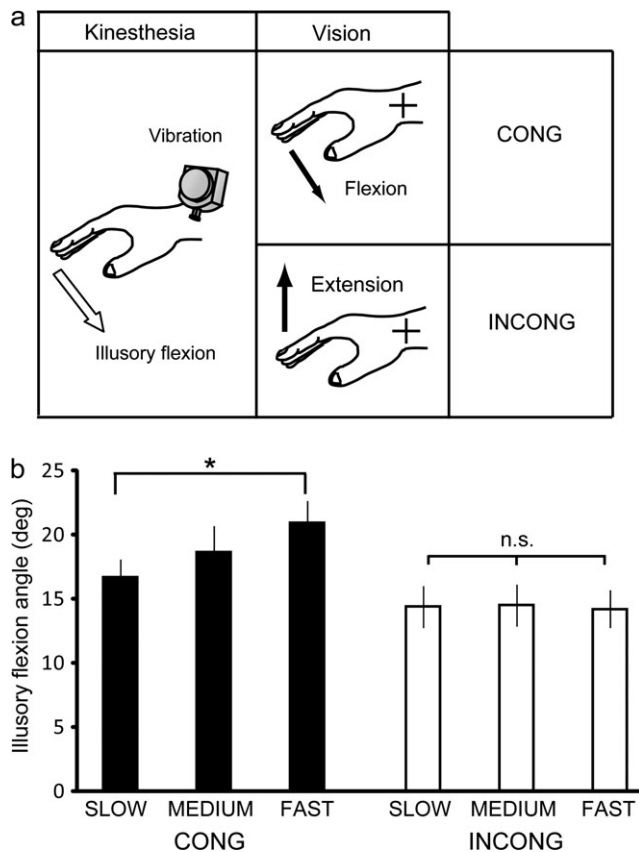 a
Kinesthesia Vision
Vibration
Illusory flexion
Flexion
CONG
Extension
INCONG
b
Illusory flexion angle (deg)
25
20
15
10
5
0
*
n.s.
SLOW MEDIUM FAST SLOW MEDIUM FAST
CONG INCONG